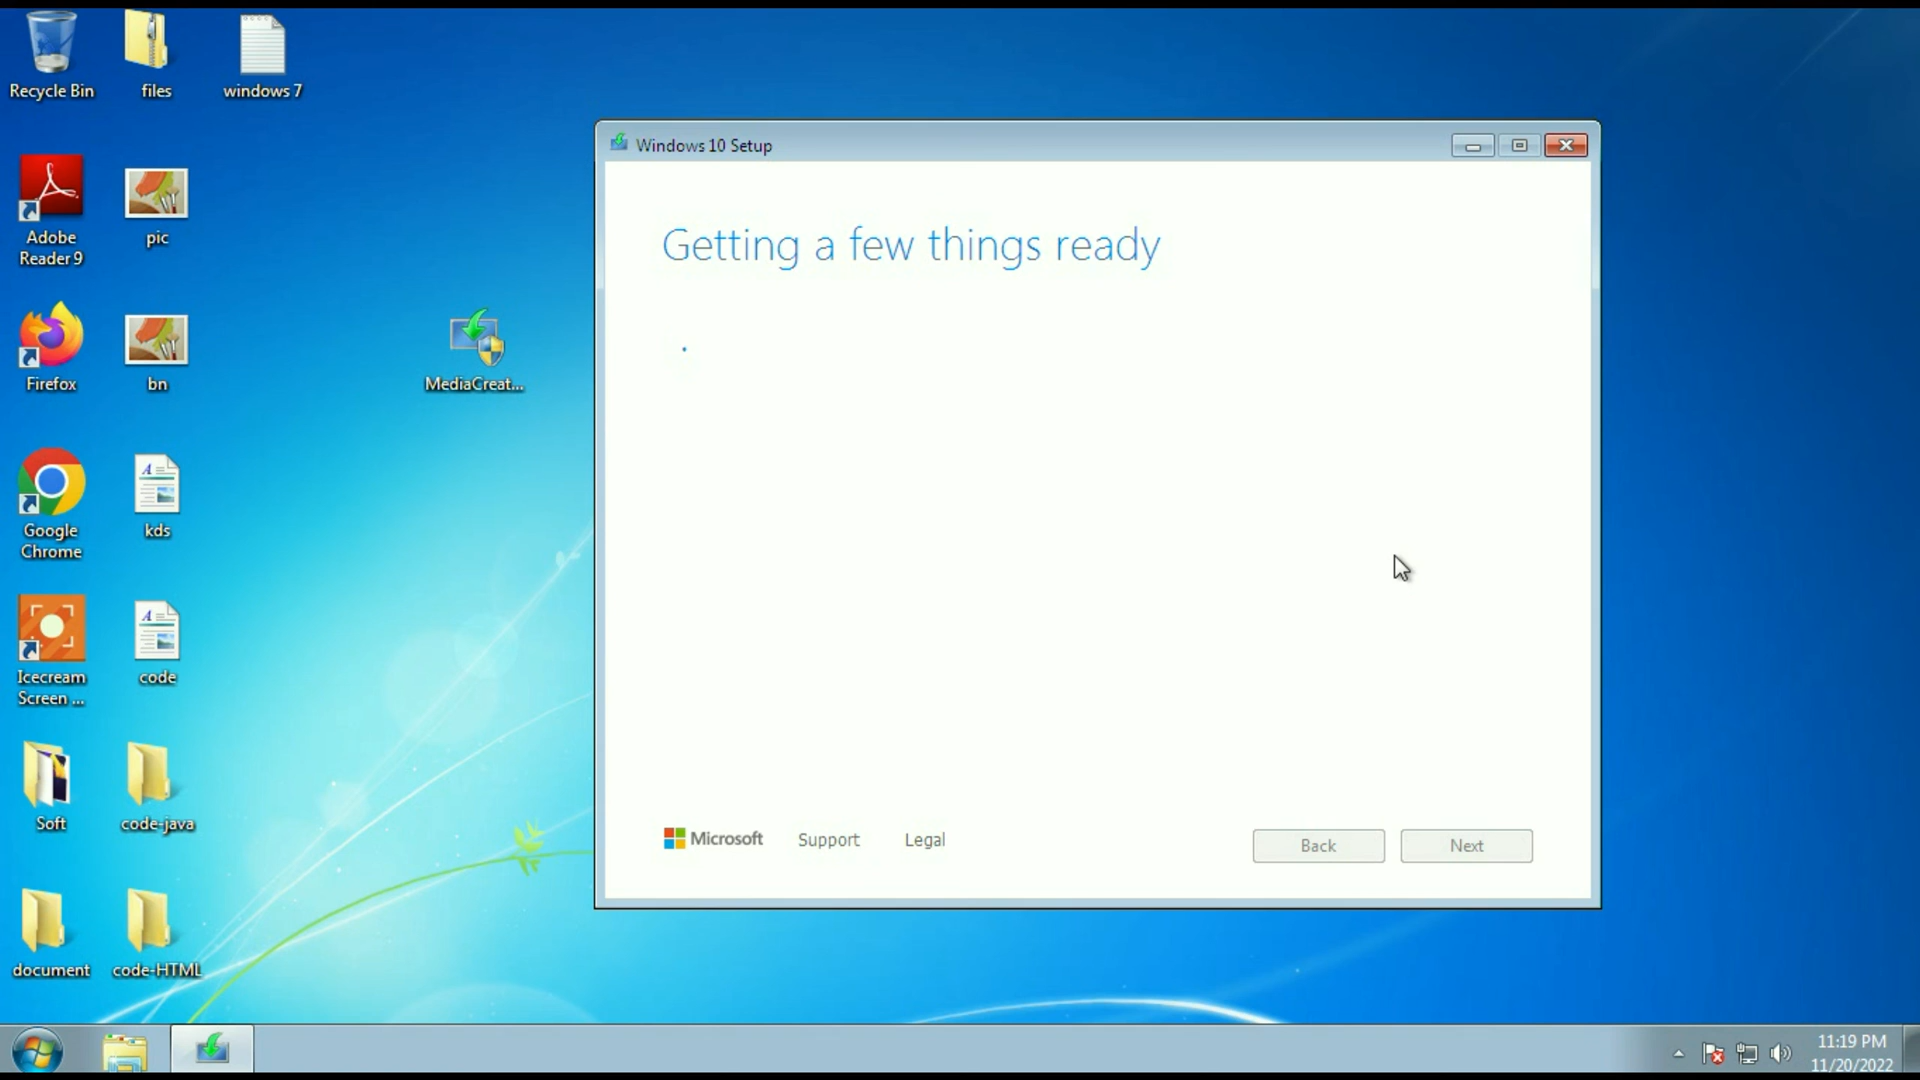 Recycle Bin
files
windows 7
Adobe
Reader 9
pic
Firefox
bn
MediaCreat...
Google
Chrome
kds
Icecream
Screen ...
code
Soft
code-java
document
code-HTML
Windows 10 Setup
Getting a few things ready
Microsoft
Support
Legal
Back
Next
11:19 PM
11/20/2022